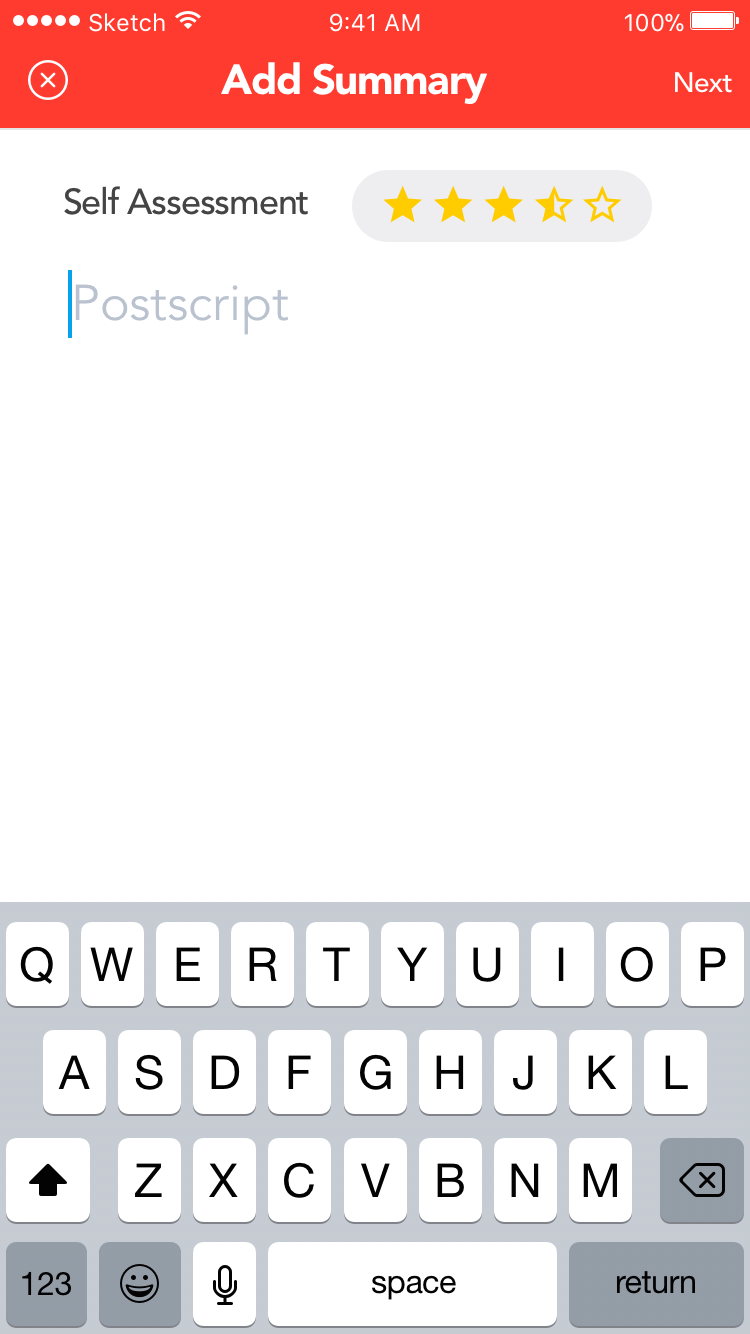 Sketch 9:41 AM 100%
Add Summary Next
Self Assessment
Postscript
Q W E R T Y U I O P
A S D F G H J K L
Z X C V B N M
123 space return